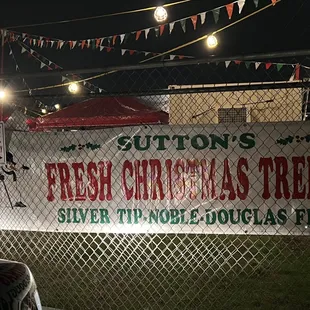 SUTTON'S
FRESH CHRISTMAS TRE
SILVER TIP-NOBLE-DOUGLAS F